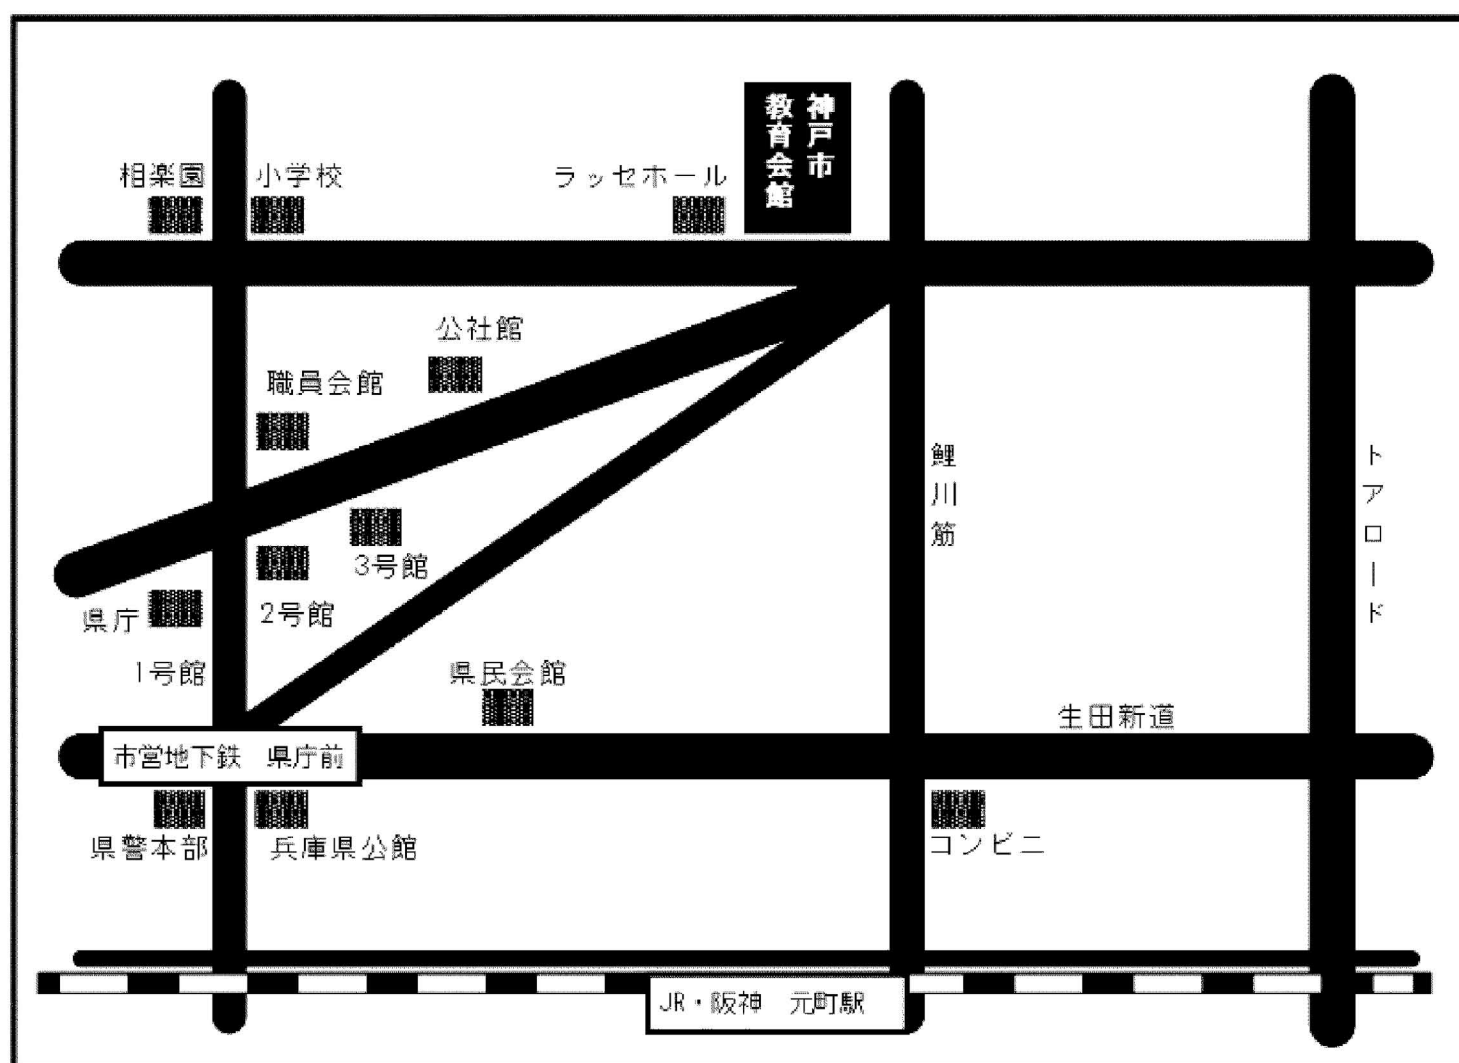 神戸市
教育会館
相楽園
小学校
ラッセホール
公社館
職員会館
鯉川筋
トアロード
3号館
2号館
県庁
1号館
県民会館
生田新道
市営地下鉄 県庁前
県警本部
兵庫県公館
コンビニ
JR・阪神 元町駅